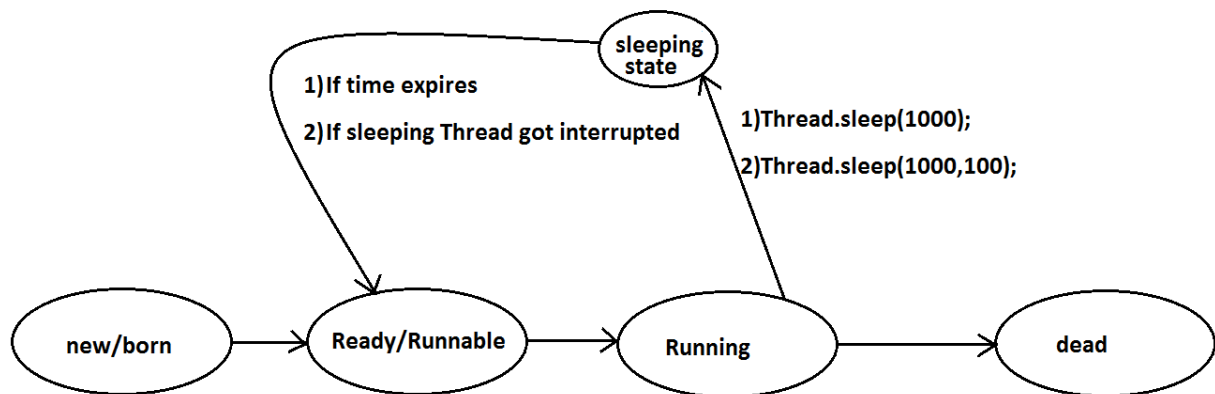 sleeping
state
1)If time expires
2)If sleeping Thread got interrupted
1)Thread.sleep(1000);
2)Thread.sleep(1000,100);
new/born
Ready/Runnable
Running
dead